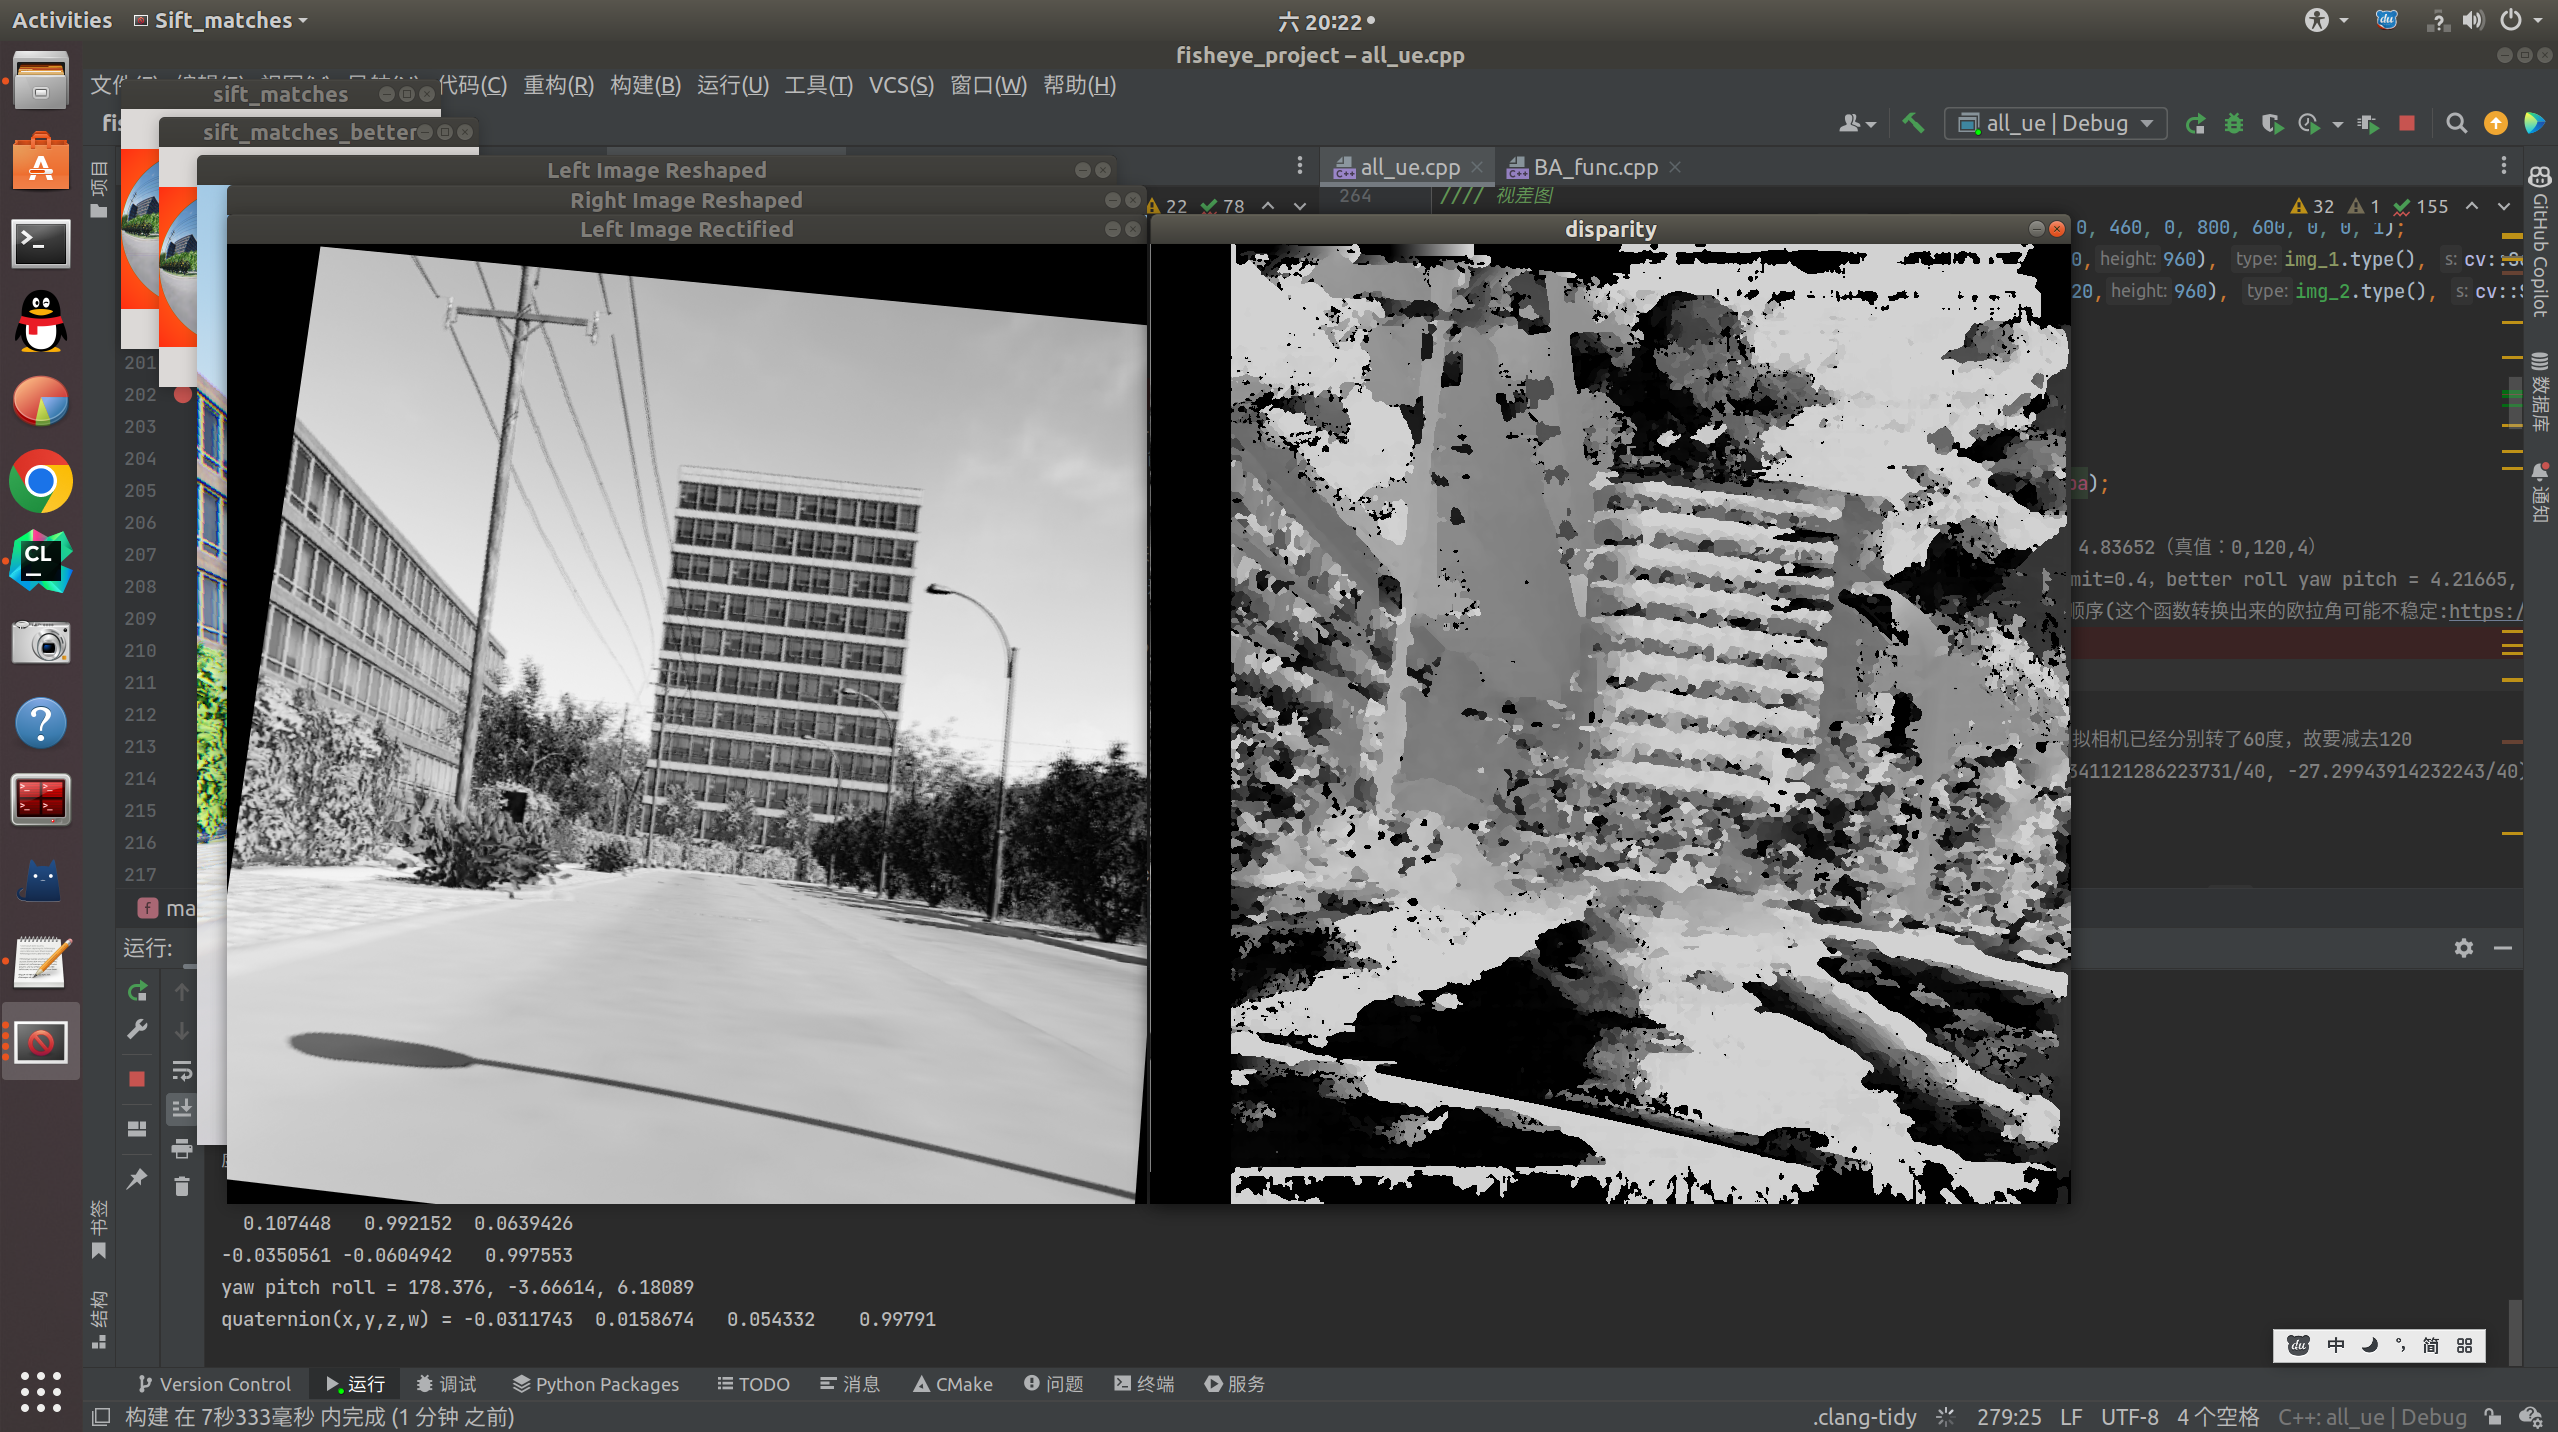 Activities
Sift_matches
六 20:22
fisheye_project – all_ue.cpp
代码(C) 重构(R) 构建(B) 运行(U) 工具(T) VCS(S) 窗口(W) 帮助(H)
sift_matches
sift_matches_better
all_ue | Debug
Left Image Reshaped
all_ue.cpp
BA_func.cpp
项目
Right Image Reshaped
22 78
264 //// 视差图
32 1 155
Left Image Rectified
disparity
0, 460, 0, 800, 600, 0, 0, 1);
height: 960), type: img_1.type(), s: cv::S
20, height: 960), type: img_2.type(), s: cv::S
GitHub Copilot
数据库
通知
201
202
203
204
205
206
207
208
209
210
211
212
213
214
215
216
217
);
4.83652（真值：0,120,4）
mit=0.4，better roll yaw pitch = 4.21665,
顺序(这个函数转换出来的欧拉角可能不稳定:https:/
拟相机已经分别转了60度，故要减去120
341121286223731/40, -27.29943914232243/40)
f ma
运行:
0.107448 0.992152 0.0639426
-0.0350561 -0.0604942 0.997553
yaw pitch roll = 178.376, -3.66614, 6.18089
quaternion(x,y,z,w) = -0.0311743 0.0158674 0.054332 0.99791
书签
结构
du 中 °, 简
Version Control 运行 调试 Python Packages TODO 消息 CMake 问题 终端 服务
构建 在 7秒333毫秒 内完成 (1 分钟 之前)
.clang-tidy 279:25 LF UTF-8 4 个空格 C++: all_ue | Debug